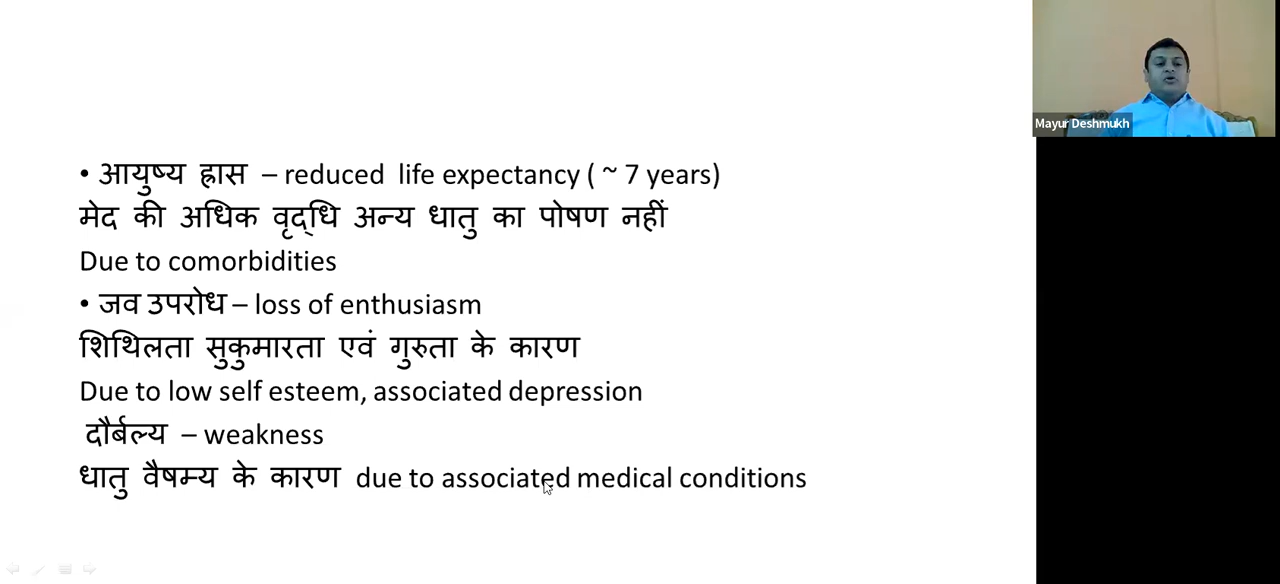 • आयुष्य ह्रास – reduced life expectancy ( ~ 7 years)
मेद की अधिक वृद्धि अन्य धातु का पोषण नहीं
Due to comorbidities
• जव उपरोध – loss of enthusiasm
शिथिलता सुकुमारता एवं गुरुता के कारण
Due to low self esteem, associated depression
दौर्बल्य – weakness
धातु वैषम्य के कारण due to associated medical conditions
Mayur Deshmukh